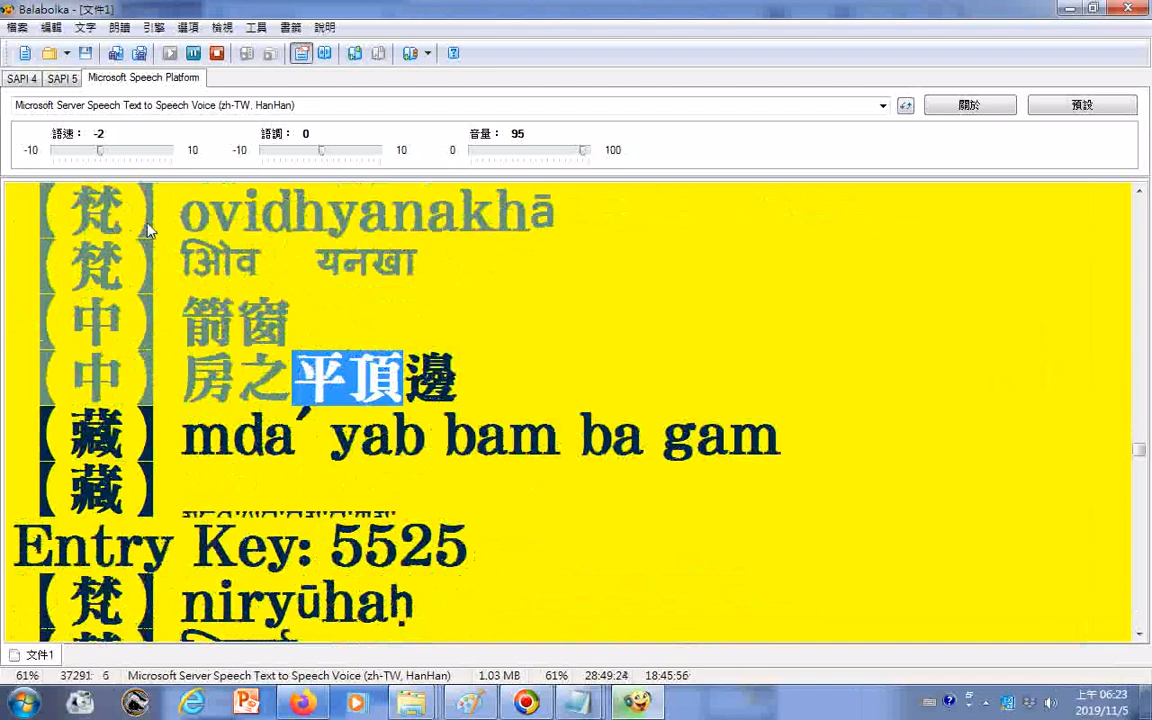 Balabolka - [文件1]
檔案 編輯 文字 朗讀 引擎 選項 檢視 工具 書籤 說明
SAPI 4 SAPI 5 Microsoft Speech Platform
Microsoft Server Speech Text to Speech Voice (zh-TW, HanHan) 關於 預設
語速： -2 語調： 0 音量： 95
-10 10 -10 10 0 100
【梵】 ovidhyanakhā
【梵】 यनखा
【中】 箭窗
【中】 房之平頂邊
【藏】 mda´ yab bam ba gam
【藏】
Entry Key: 5525
【梵】 niryūhaḥ
文件1
61% 37291: 6 Microsoft Server Speech Text to Speech Voice (zh-TW, HanHan) 1.03 MB 61% 28:49:24 18:45:56
上午 06:23
2019/11/5